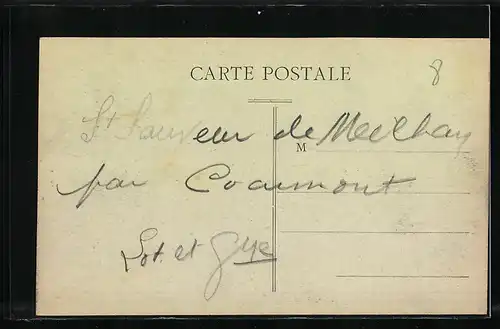 CARTE POSTALE
8
St Sauveur de Meilhan
M
par Cocumont
Lot. et Gne